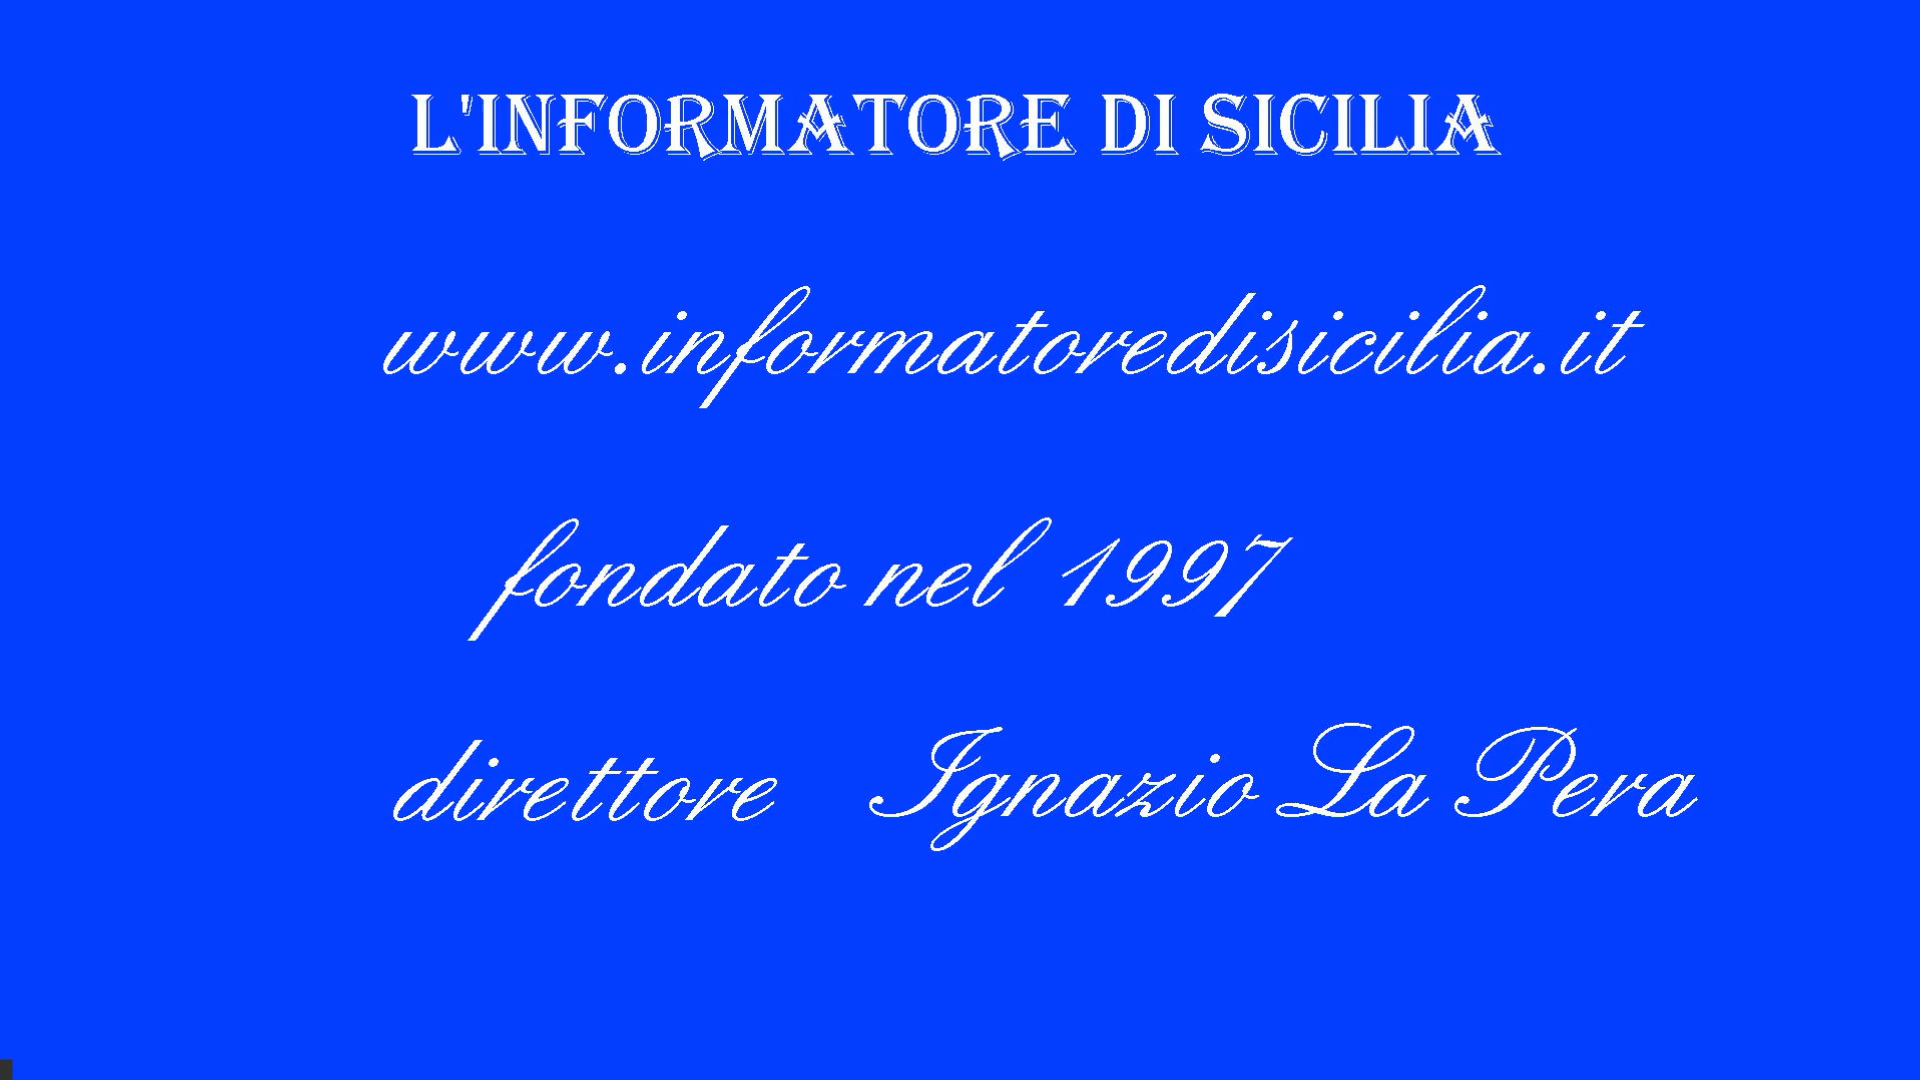 L'INFORMATORE DI SICILIA
www.informatoredisicilia.it
fondato nel 1997
direttore Ignazio La Pera